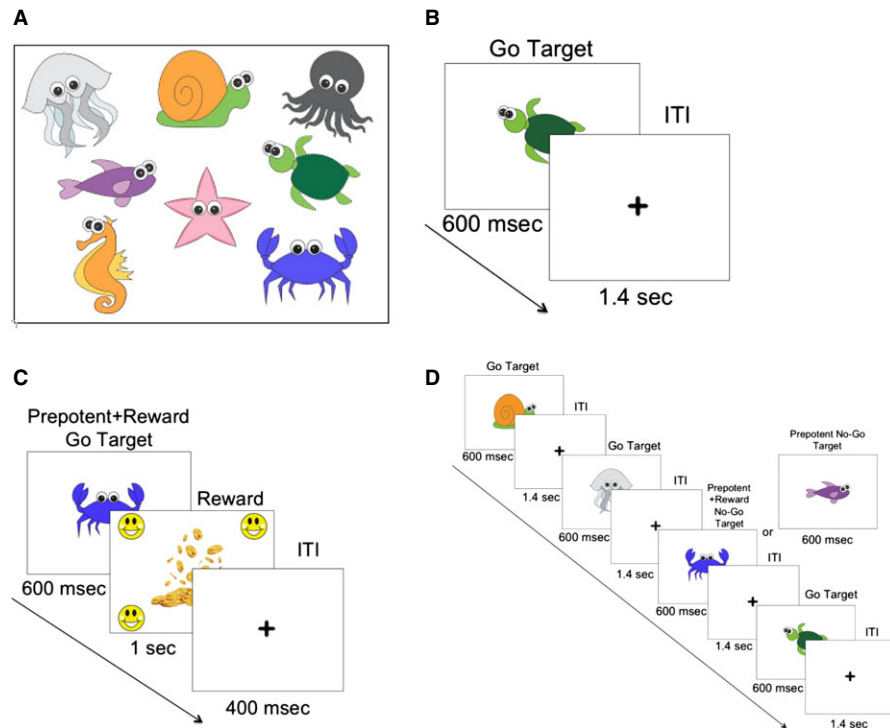 A
B
Go Target
ITI
600 msec
1.4 sec
C
Prepotent+Reward
Go Target
Reward
ITI
600 msec
1 sec
400 msec
D
Go Target
ITI
600 msec
Go Target
1.4 sec
ITI
600 msec
Prepotent
+Reward
No-Go
Target
or
Prepotent No-Go
Target
600 msec
1.4 sec
ITI
600 msec
Go Target
1.4 sec
ITI
600 msec
1.4 sec